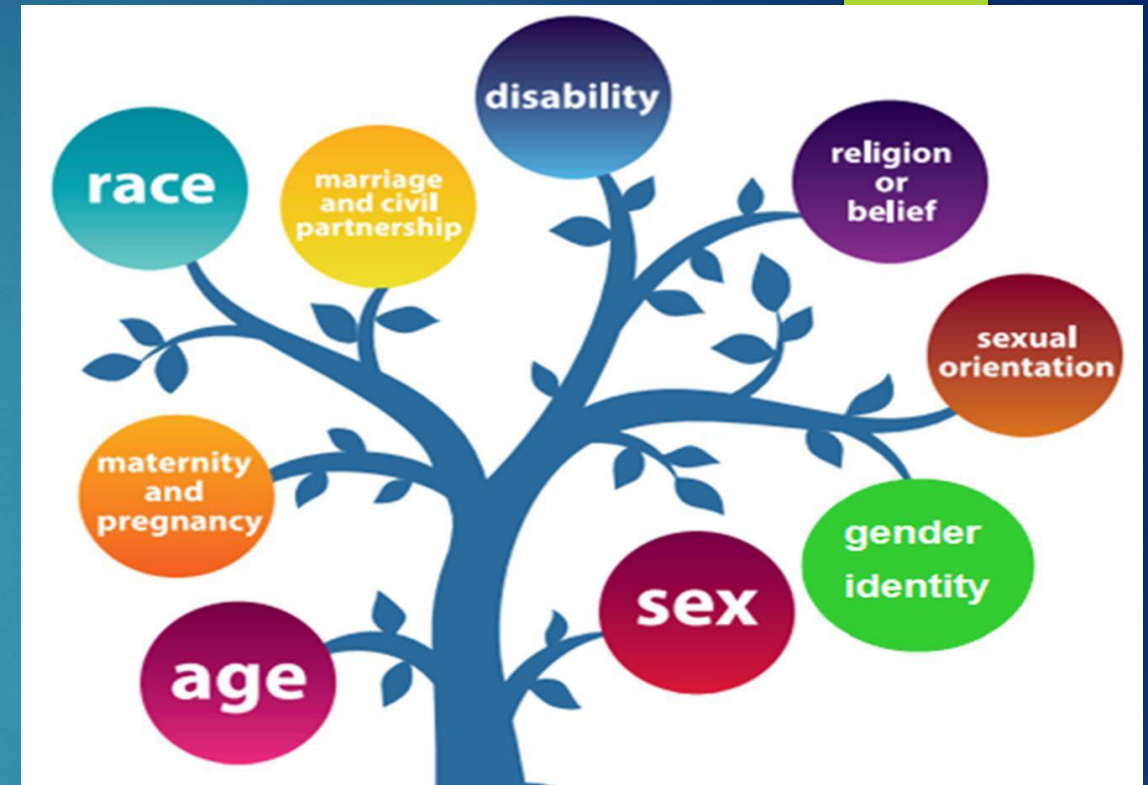 disability
race
marriage
and civil
partnership
religion
or
belief
sexual
orientation
maternity
and
pregnancy
gender
identity
sex
age